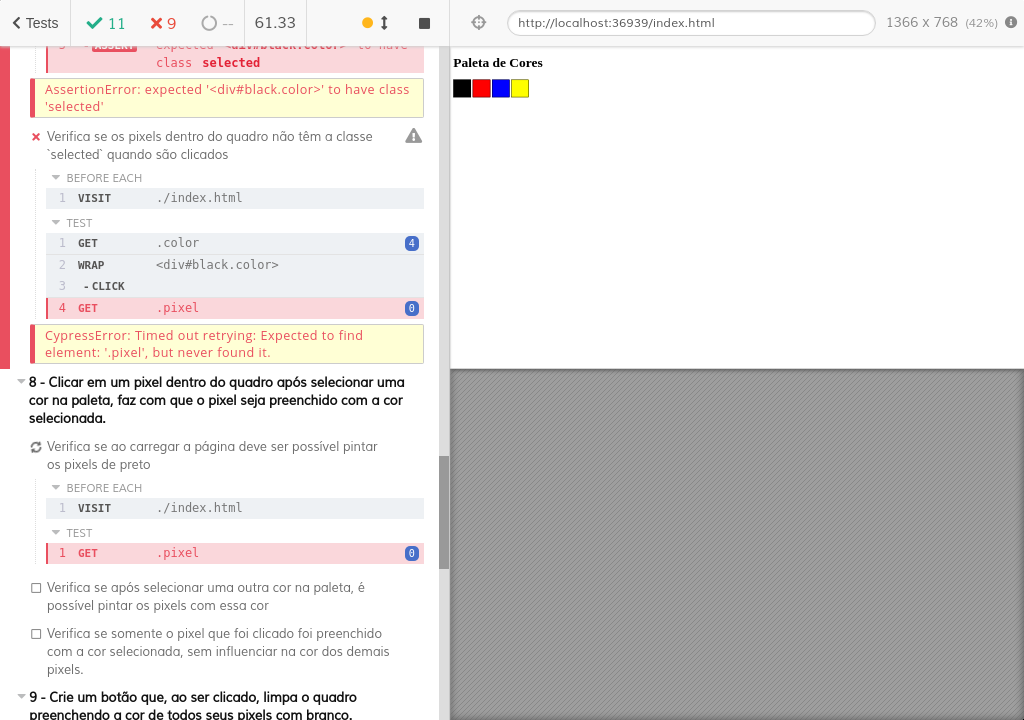 Tests 11 9 -- 61.33 http://localhost:36939/index.html 1366 x 768 (42%)
Paleta de Cores
class selected
AssertionError: expected '<div#black.color>' to have class
'selected'
Verifica se os pixels dentro do quadro não têm a classe
`selected` quando são clicados
BEFORE EACH
1 VISIT ./index.html
TEST
1 GET .color 4
2 WRAP <div#black.color>
3 - CLICK
4 GET .pixel 0
CypressError: Timed out retrying: Expected to find
element: '.pixel', but never found it.
8 - Clicar em um pixel dentro do quadro após selecionar uma
cor na paleta, faz com que o pixel seja preenchido com a cor
selecionada.
Verifica se ao carregar a página deve ser possível pintar
os pixels de preto
BEFORE EACH
1 VISIT ./index.html
TEST
1 GET .pixel 0
Verifica se após selecionar uma outra cor na paleta, é
possível pintar os pixels com essa cor
Verifica se somente o pixel que foi clicado foi preenchido
com a cor selecionada, sem influenciar na cor dos demais
pixels.
9 - Crie um botão que, ao ser clicado, limpa o quadro
preenchendo a cor de todos seus pixels com branco.